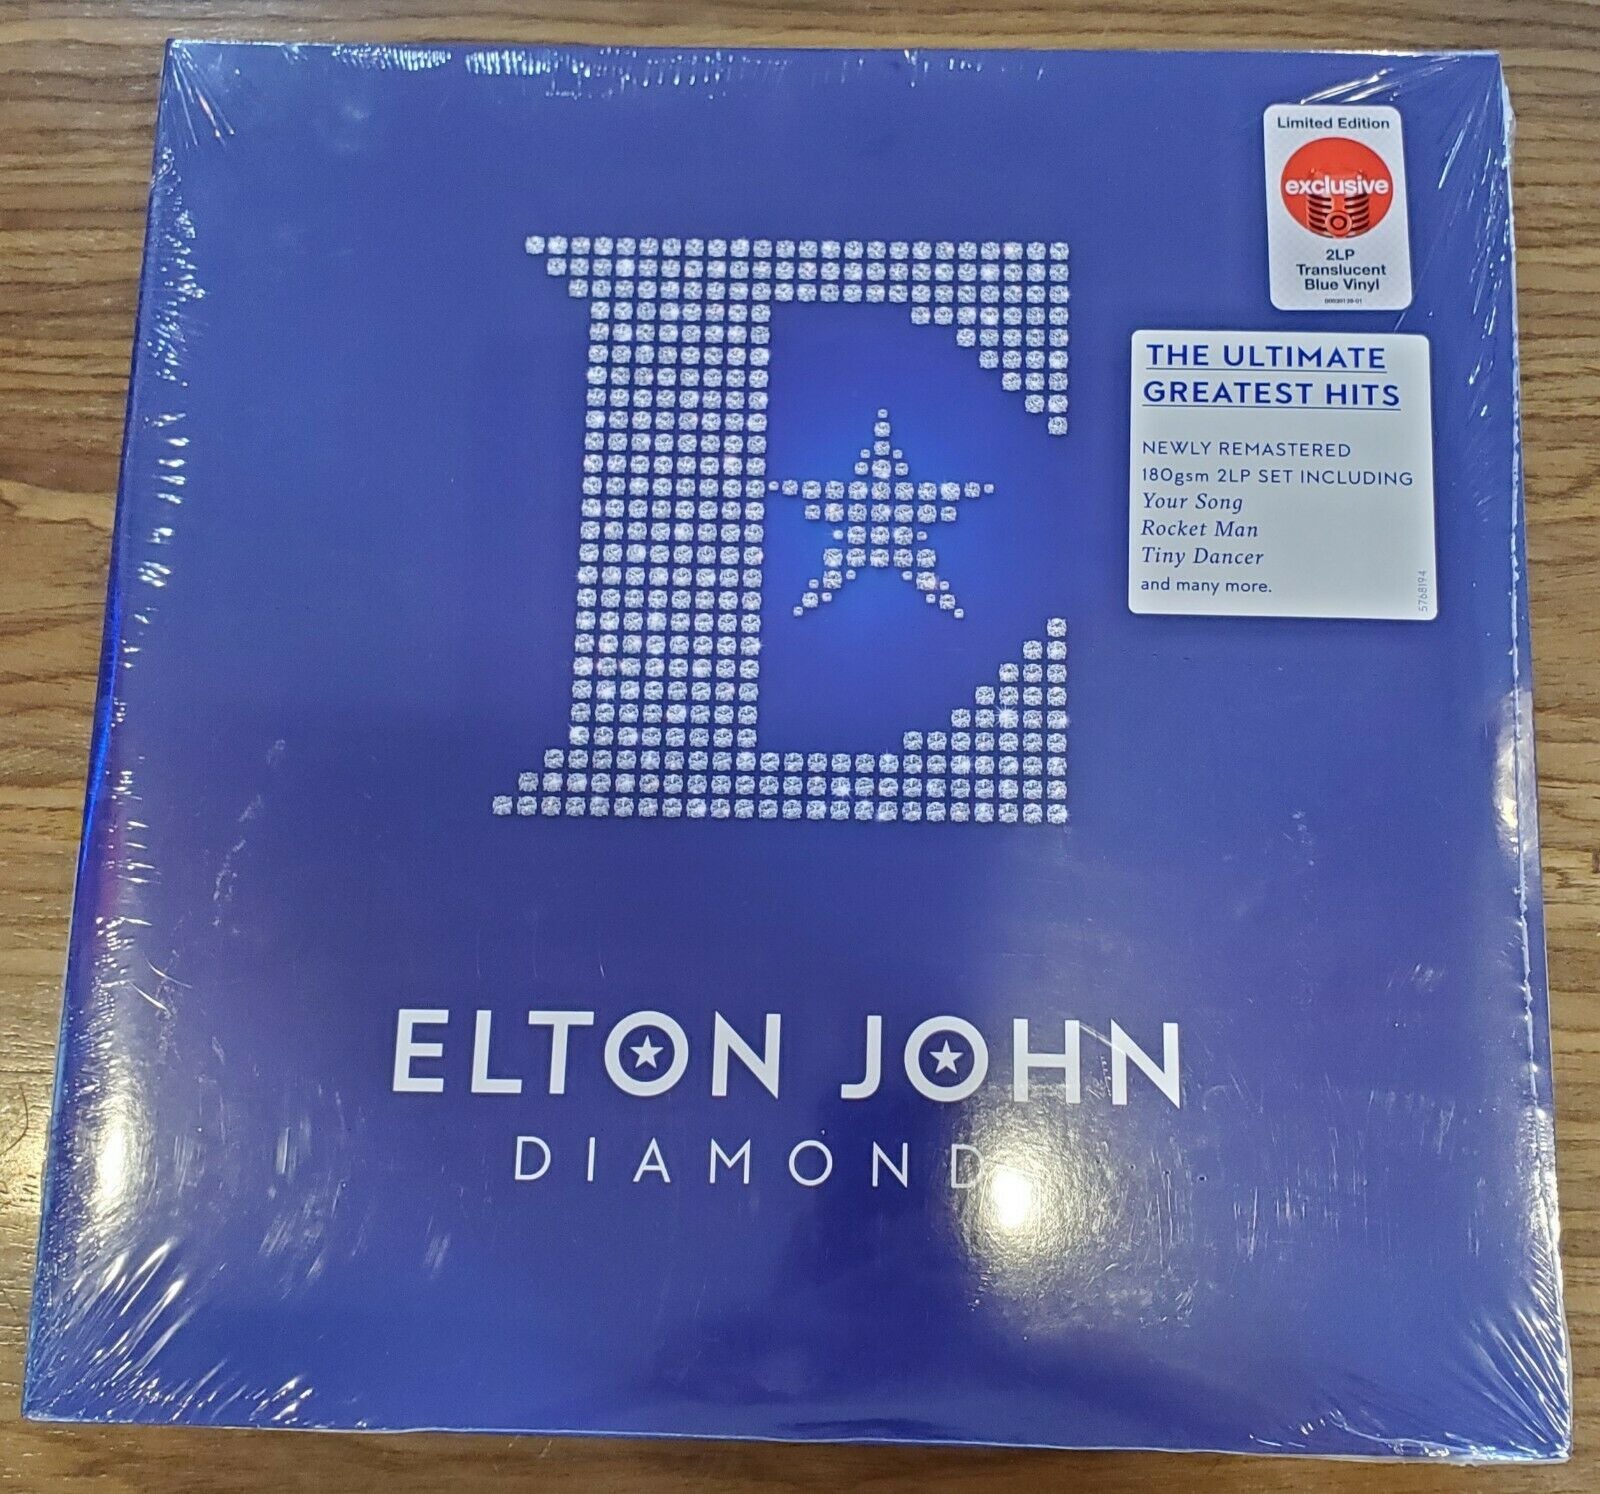 Limited Edition
exclusive
2LP
Translucent
Blue Vinyl
THE ULTIMATE
GREATEST HITS
NEWLY REMASTERED
180gsm 2LP SET INCLUDING
Your Song
Rocket Man
Tiny Dancer
and many more.
5768194
E
ELTON JOHN
DIAMOND